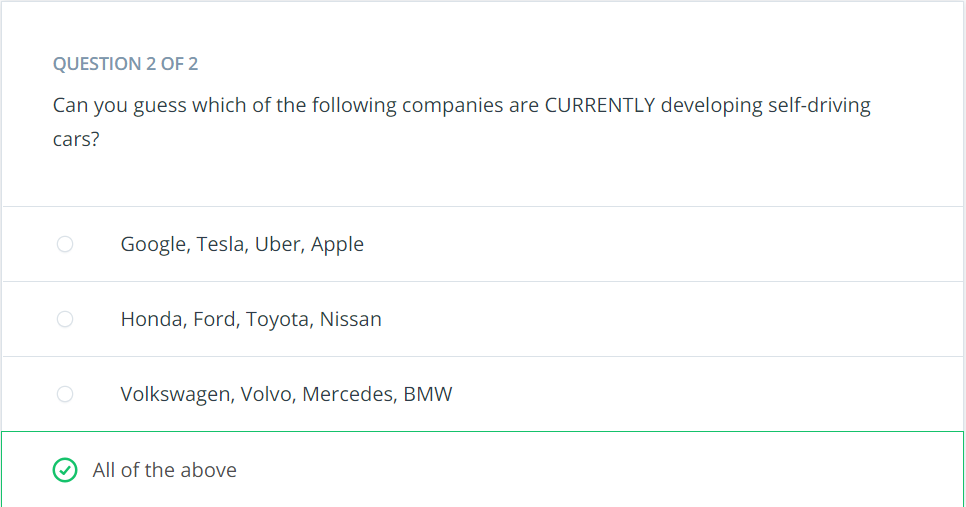 QUESTION 2 OF 2
Can you guess which of the following companies are CURRENTLY developing self-driving
cars?
Google, Tesla, Uber, Apple
Honda, Ford, Toyota, Nissan
Volkswagen, Volvo, Mercedes, BMW
All of the above